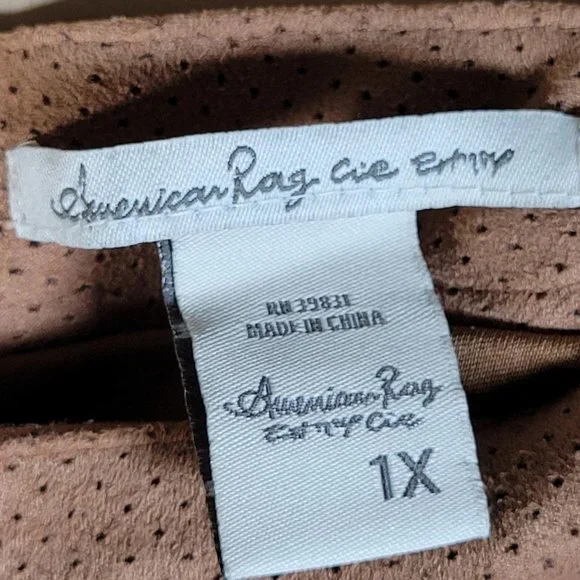 American Rag Cie
RN 39831
MADE IN CHINA
American Rag
Cie
1X